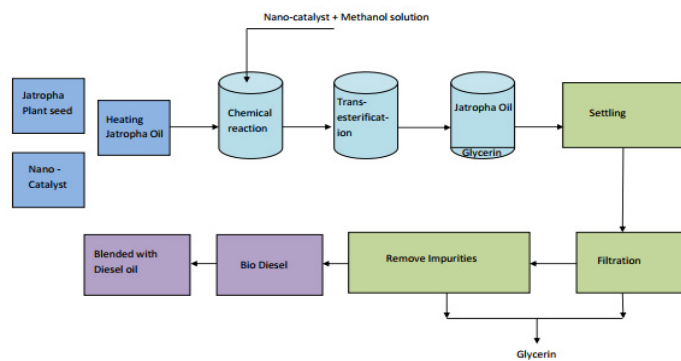 Nano-catalyst + Methanol solution
Jatropha
Plant seed
Heating
Jatropha Oil
Nano -
Catalyst
Chemical
reaction
Trans-
esterificat-
ion
Jatropha Oil
Glycerin
Settling
Blended with
Diesel oil
Bio Diesel
Remove Impurities
Filtration
Glycerin